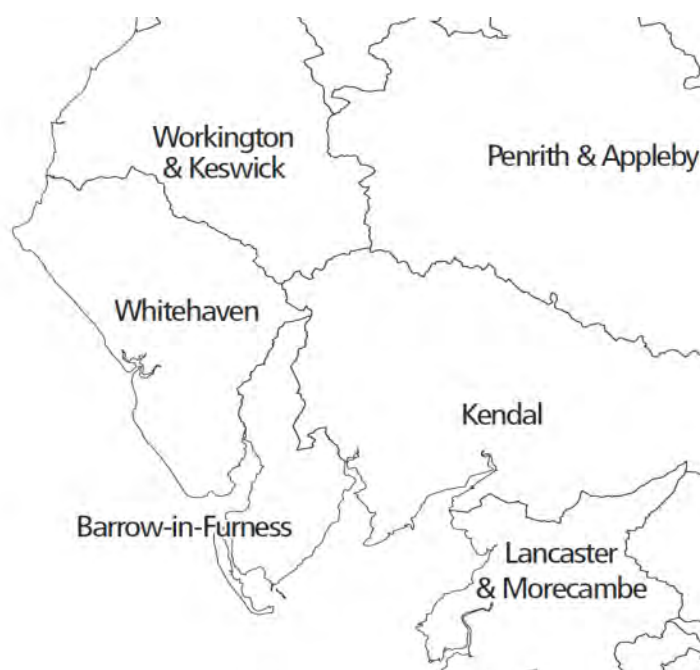 Workington
& Keswick
Penrith & Appleby
Whitehaven
Kendal
Barrow-in-Furness
Lancaster
& Morecambe